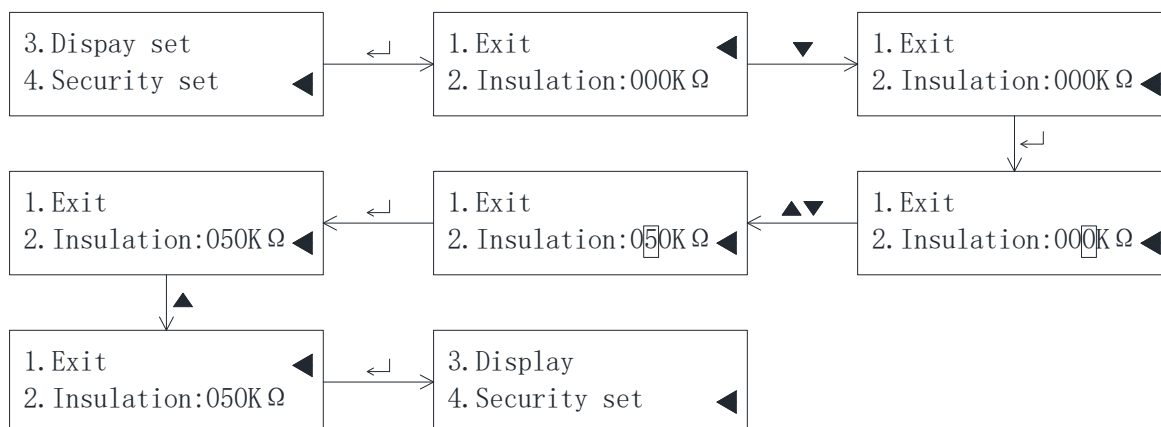 3.Dispay set
4.Security set
1.Exit
2.Insulation:000KΩ
1.Exit
2.Insulation:000KΩ
1.Exit
2.Insulation:050KΩ
1.Exit
2.Insulation:050KΩ
1.Exit
2.Insulation:000KΩ
1.Exit
2.Insulation:050KΩ
3.Display
4.Security set